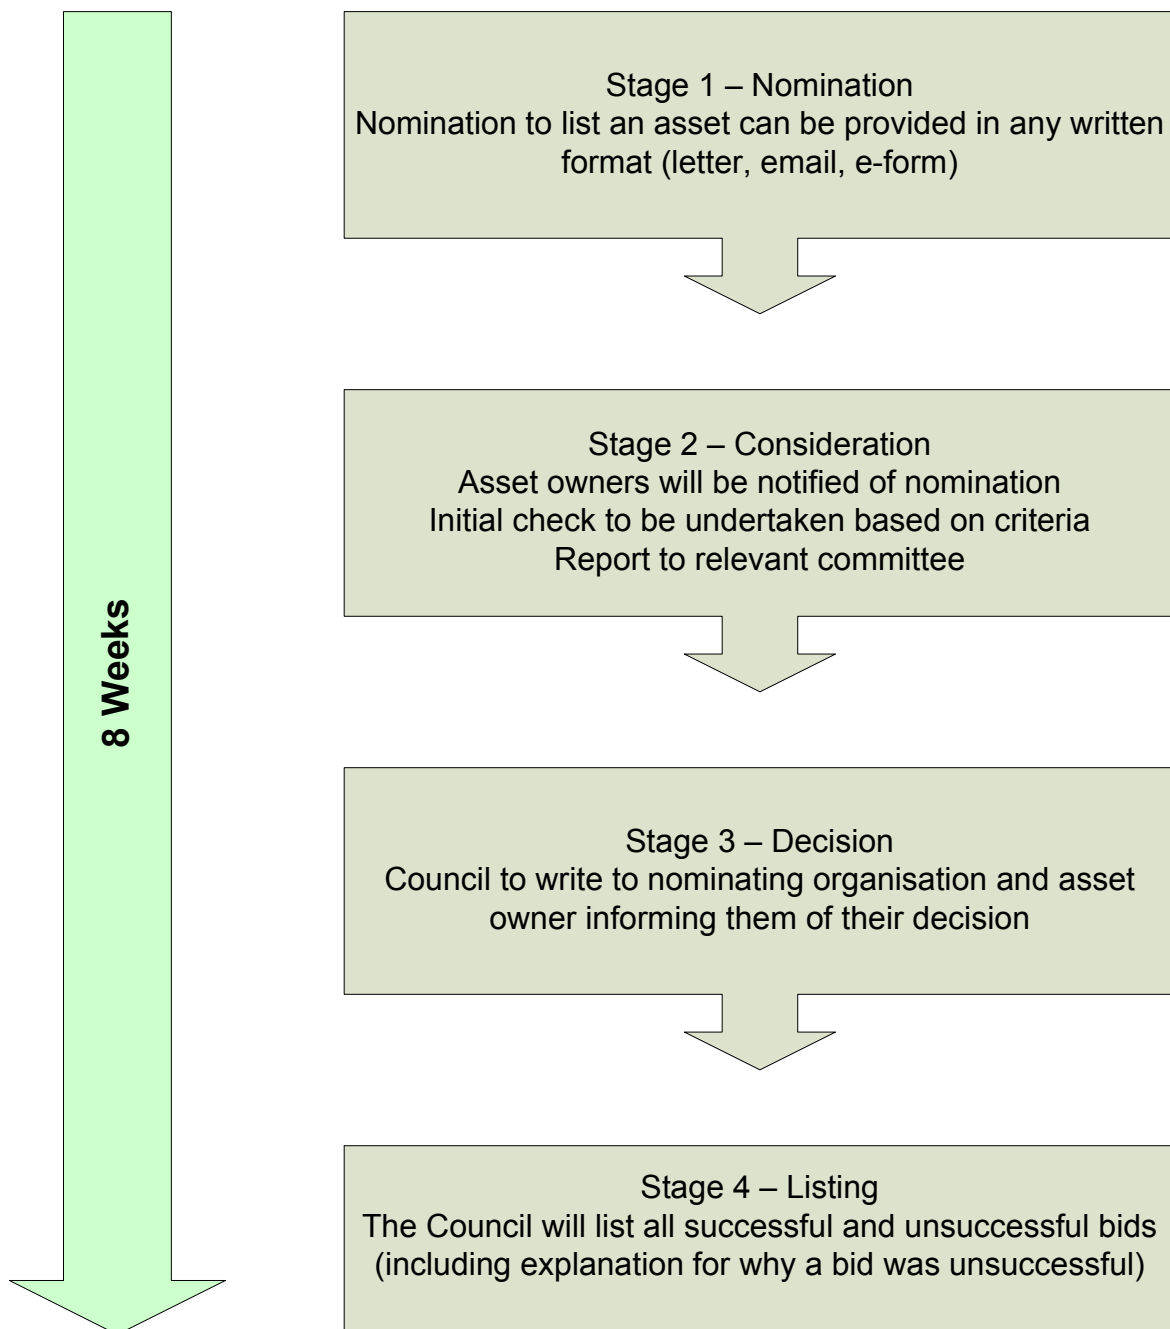 Stage 1 – Nomination
Nomination to list an asset can be provided in any written
format (letter, email, e-form)
Stage 2 – Consideration
Asset owners will be notified of nomination
Initial check to be undertaken based on criteria
Report to relevant committee
8 Weeks
Stage 3 – Decision
Council to write to nominating organisation and asset
owner informing them of their decision
Stage 4 – Listing
The Council will list all successful and unsuccessful bids
(including explanation for why a bid was unsuccessful)